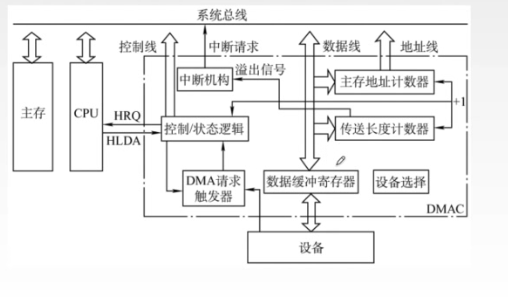 系统总线
控制线
中断请求
数据线
地址线
中断机构
溢出信号
主存地址计数器
+1
主存
CPU
HRQ
HLDA
控制/状态逻辑
传送长度计数器
DMA请求
触发器
数据缓冲寄存器
设备选择
DMAC
设备